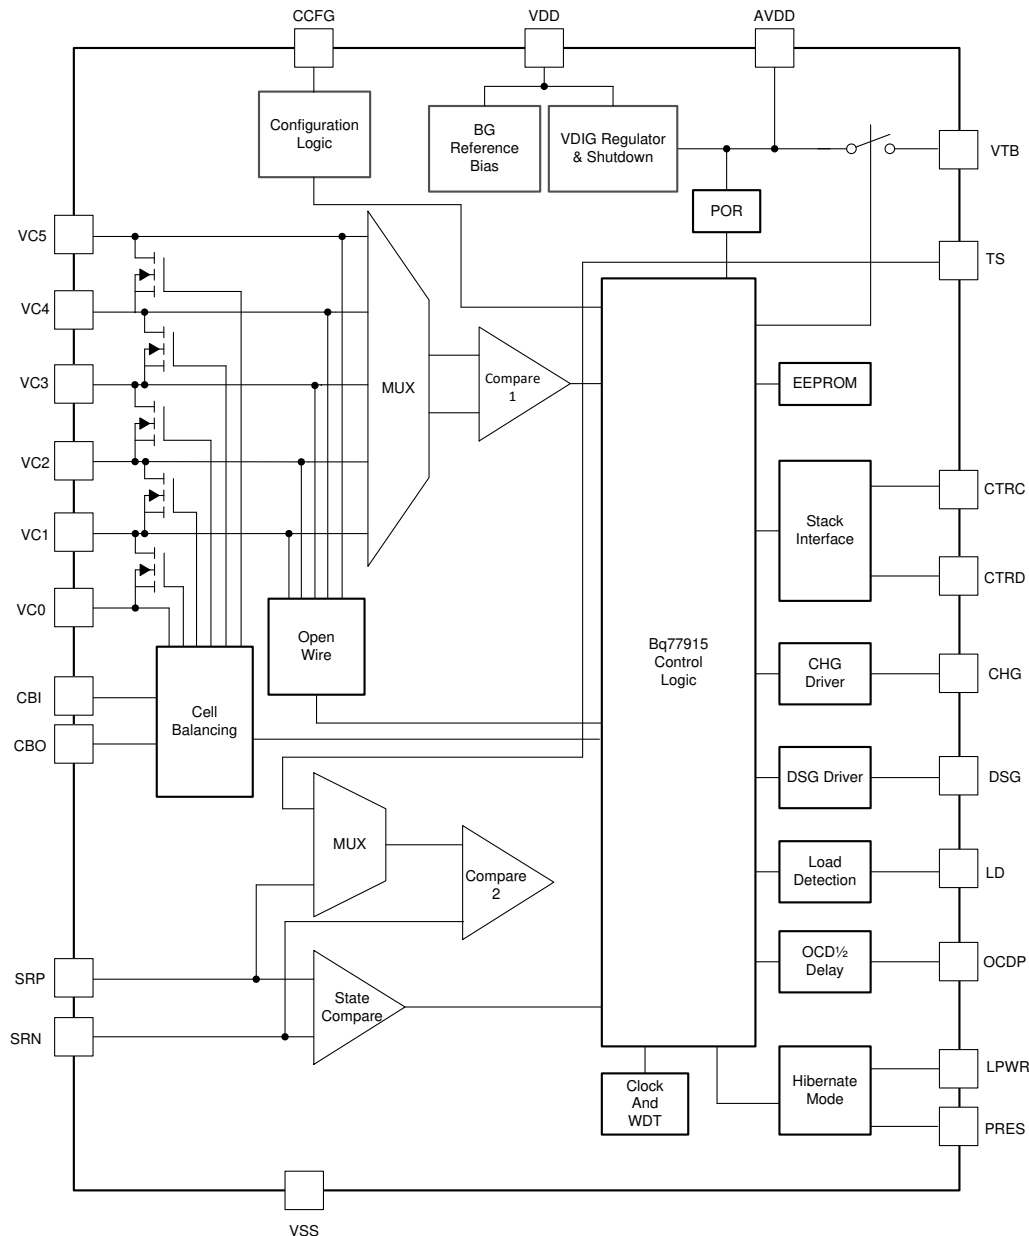 CCFG
VDD
AVDD
Configuration
Logic
BG
Reference
Bias
VDIG Regulator
& Shutdown
VTB
POR
VC5
TS
VC4
VC3
MUX
Compare
1
EEPROM
VC2
CTRC
Stack
Interface
VC1
CTRD
VC0
Open
Wire
Bq77915
Control
Logic
CHG
Driver
CHG
CBI
Cell
Balancing
CBO
DSG Driver
DSG
MUX
Compare
2
Load
Detection
LD
OCD½
Delay
OCDP
SRP
State
Compare
SRN
LPWR
Clock
And
WDT
Hibernate
Mode
PRES
VSS